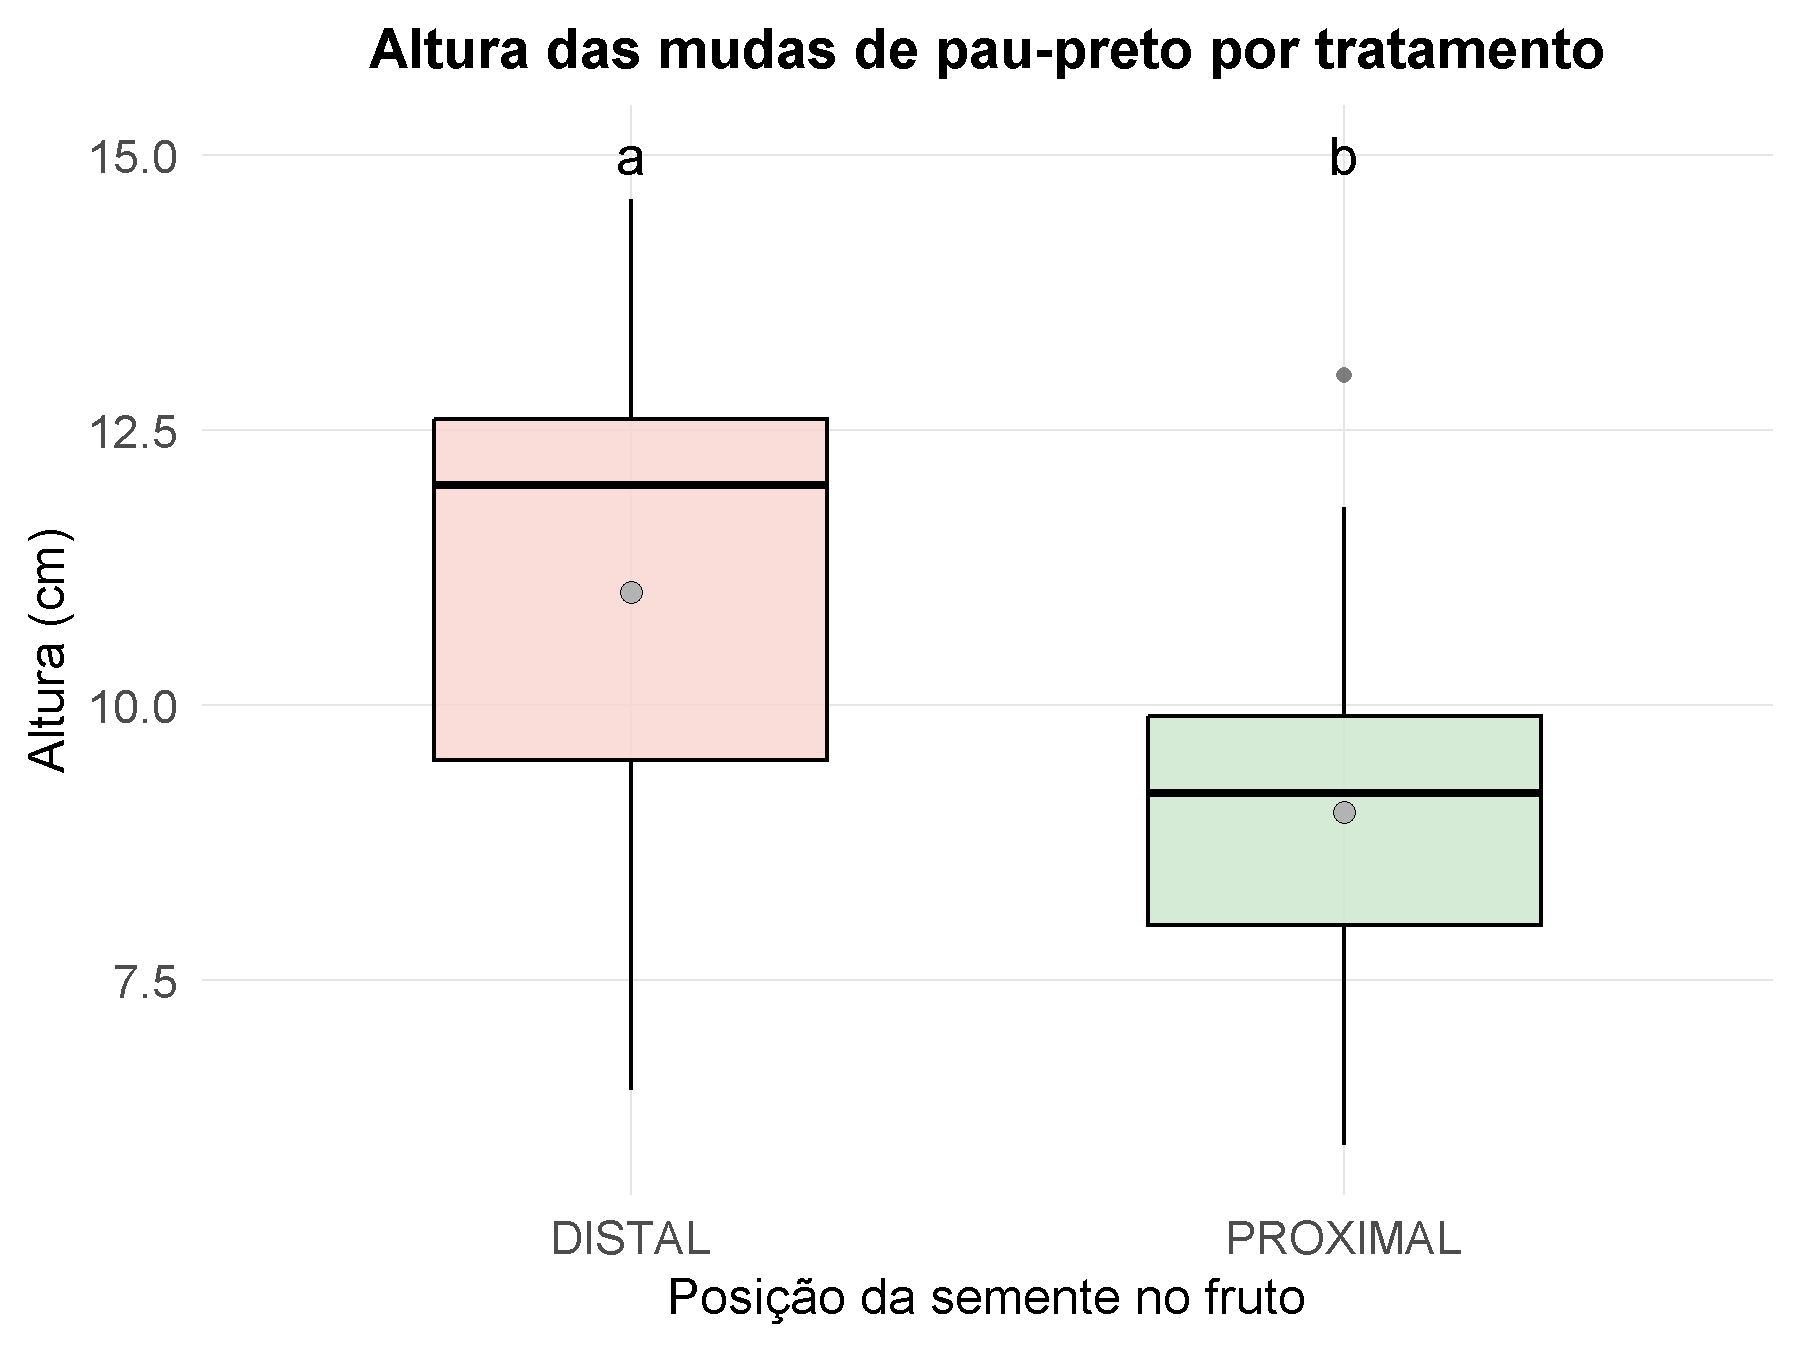 Altura das mudas de pau-preto por tratamento
15.0
a
b
12.5
10.0
7.5
Altura (cm)
DISTAL
PROXIMAL
Posição da semente no fruto